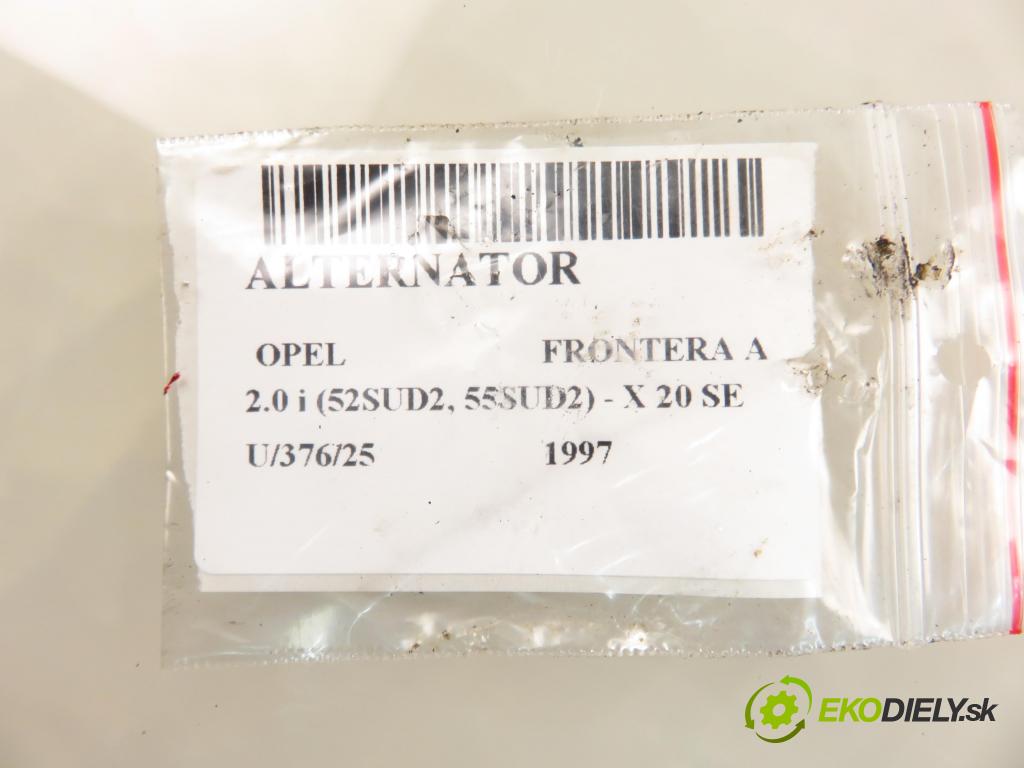 ALTERNATOR
OPEL FRONTERA A
2.0 i (52SUD2, 55SUD2) - X 20 SE
U/376/25 1997
EKODIELY.sk